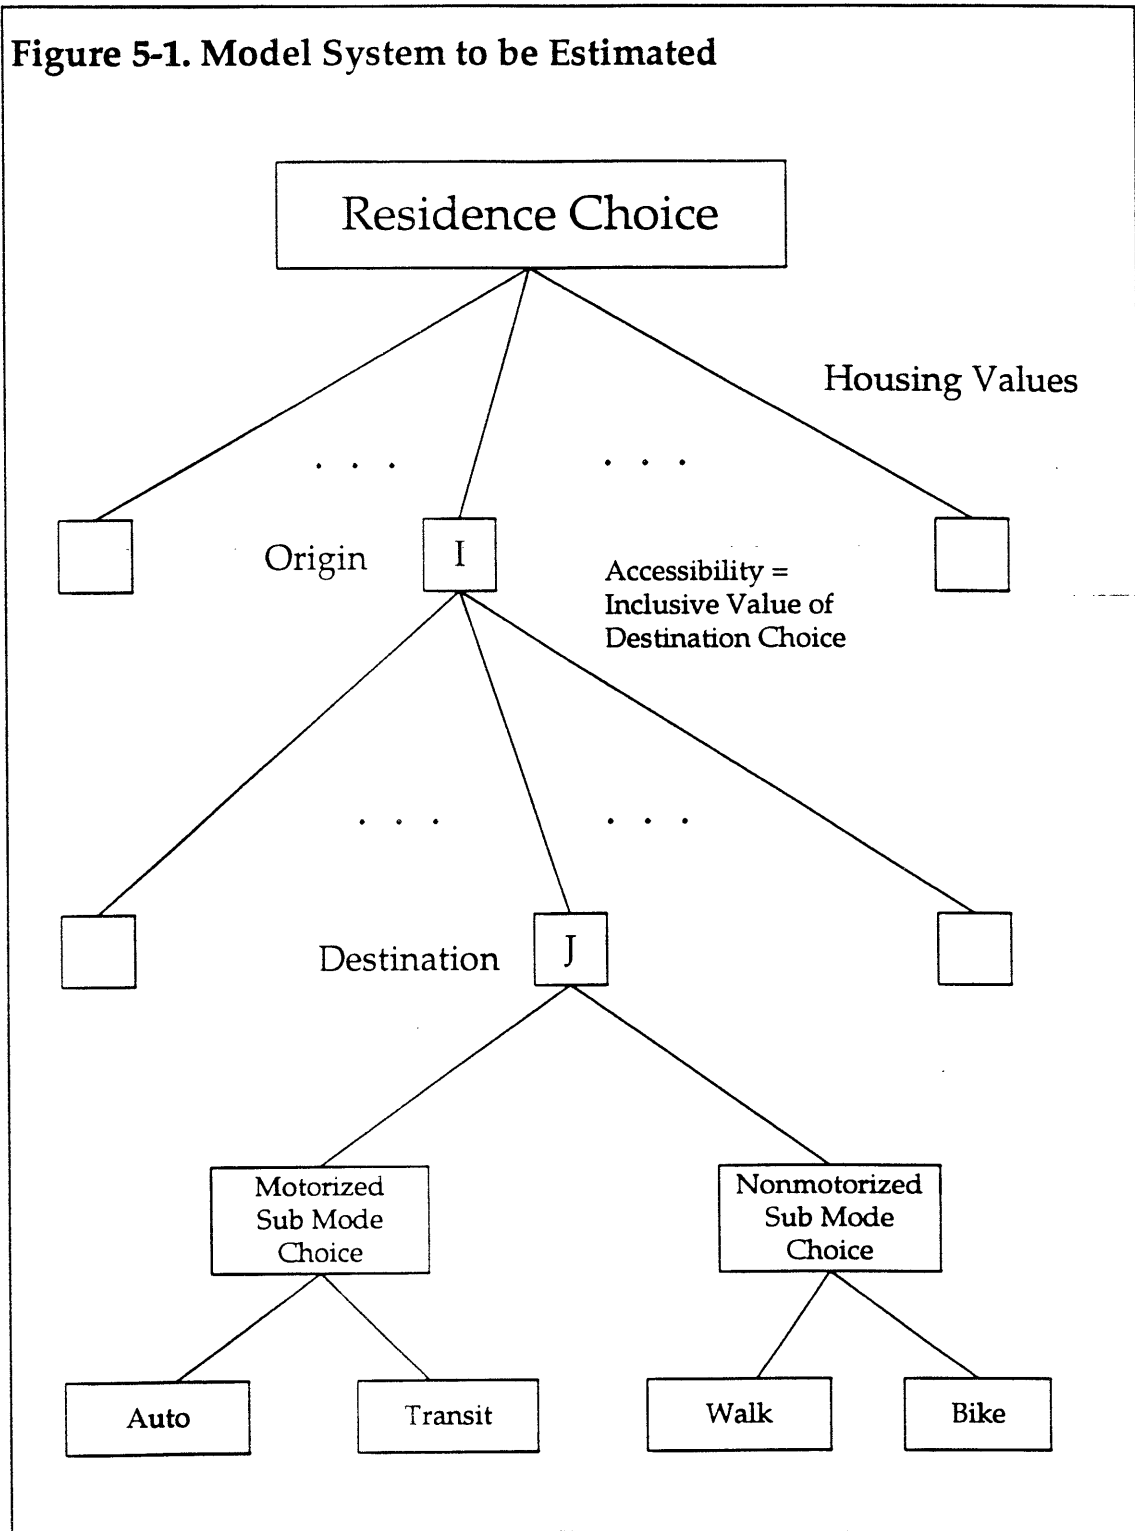 Figure 5-1. Model System to be Estimated
Residence Choice
Housing Values
. . .
. . .
Origin
I
Accessibility =
Inclusive Value of
Destination Choice
. . .
. . .
Destination
J
Motorized
Sub Mode
Choice
Nonmotorized
Sub Mode
Choice
Auto
Transit
Walk
Bike